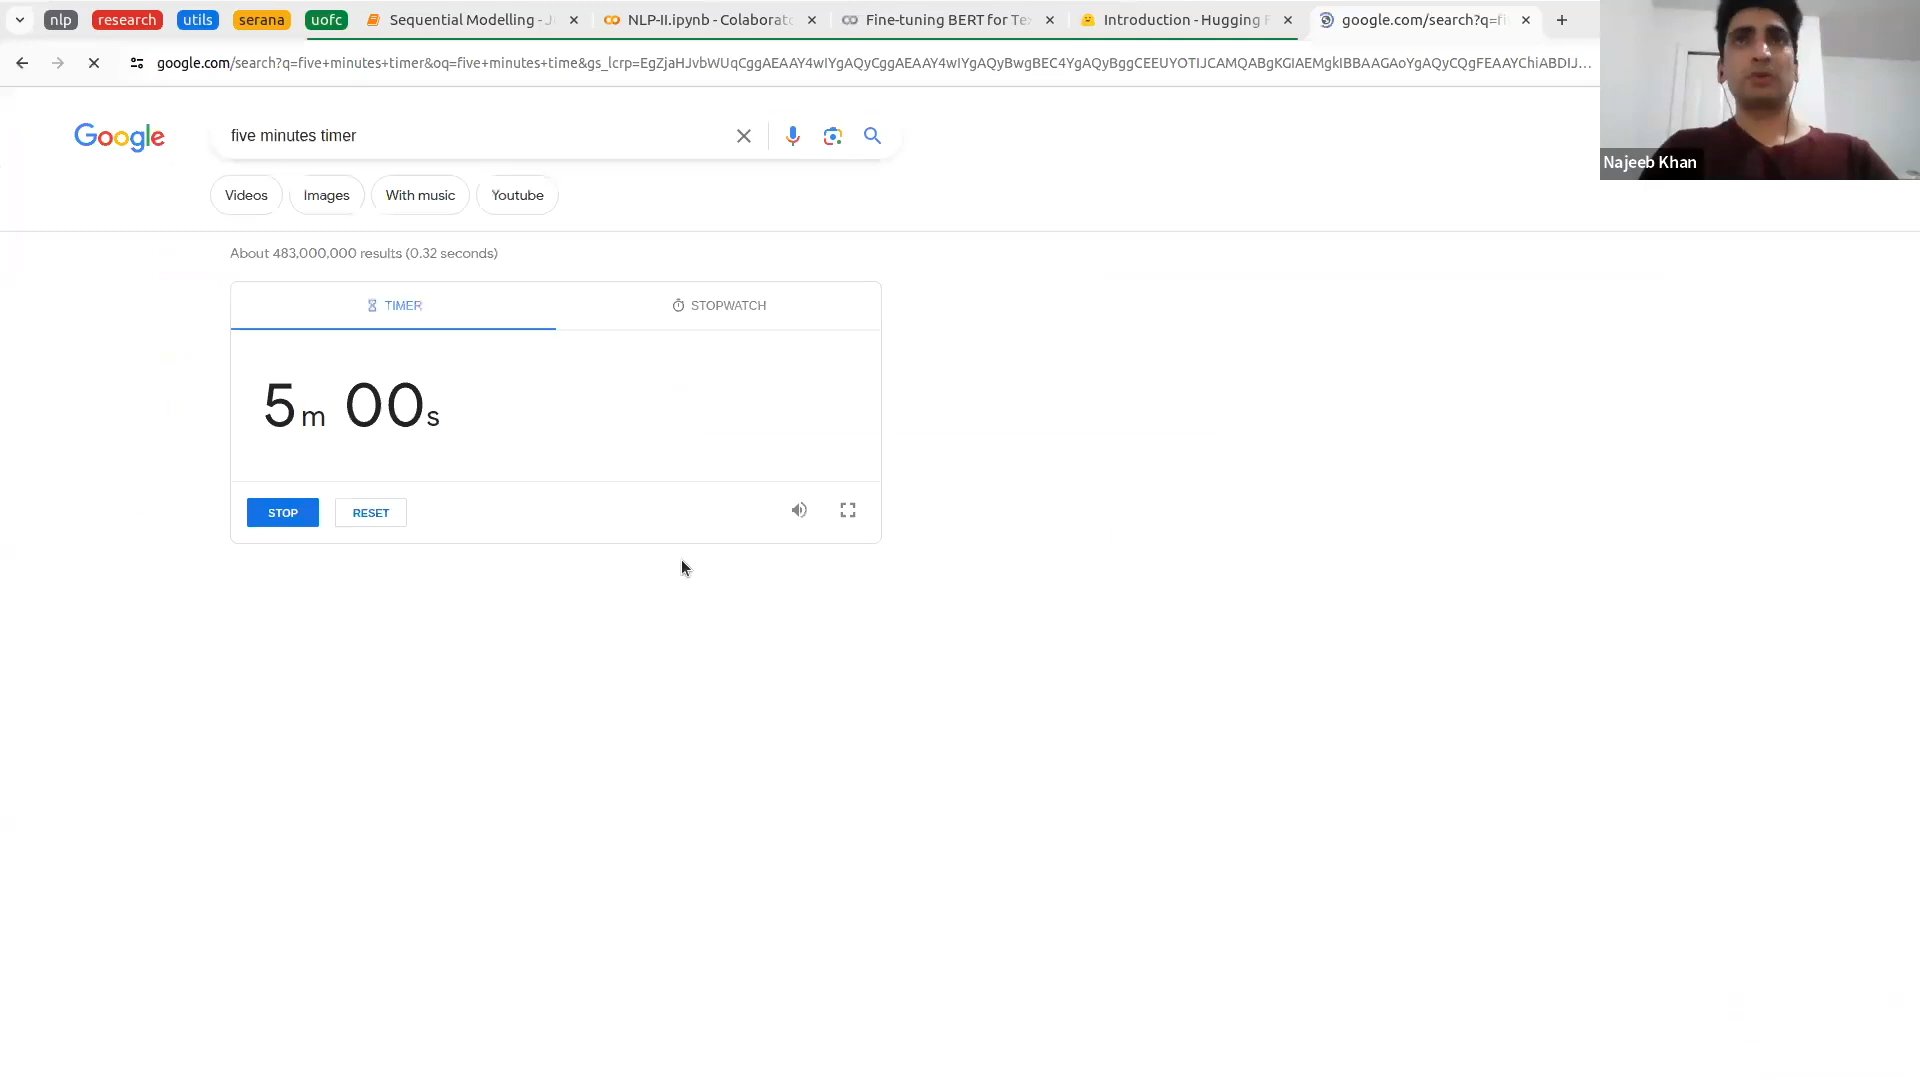 nlp research utils serana uofc Sequential Modelling - J NLP-II.ipynb - Colaborat Fine-tuning BERT for Te Introduction - Hugging F google.com/search?q=fi
google.com/search?q=five+minutes+timer&oq=five+minutes+time&gs_lcrp=EgZjaHJvbWUqCggAEAAY4wIYgAQyCggAEAAY4wIYgAQyBwgBEC4YgAQyBggCEEUYOTIJCAMQABgKGIAEMgkIBBAAGAoYgAQyCQgFEAAYChiABDIJ...
Najeeb Khan
Google five minutes timer
Videos Images With music Youtube
About 483,000,000 results (0.32 seconds)
TIMER STOPWATCH
5m 00s
STOP RESET